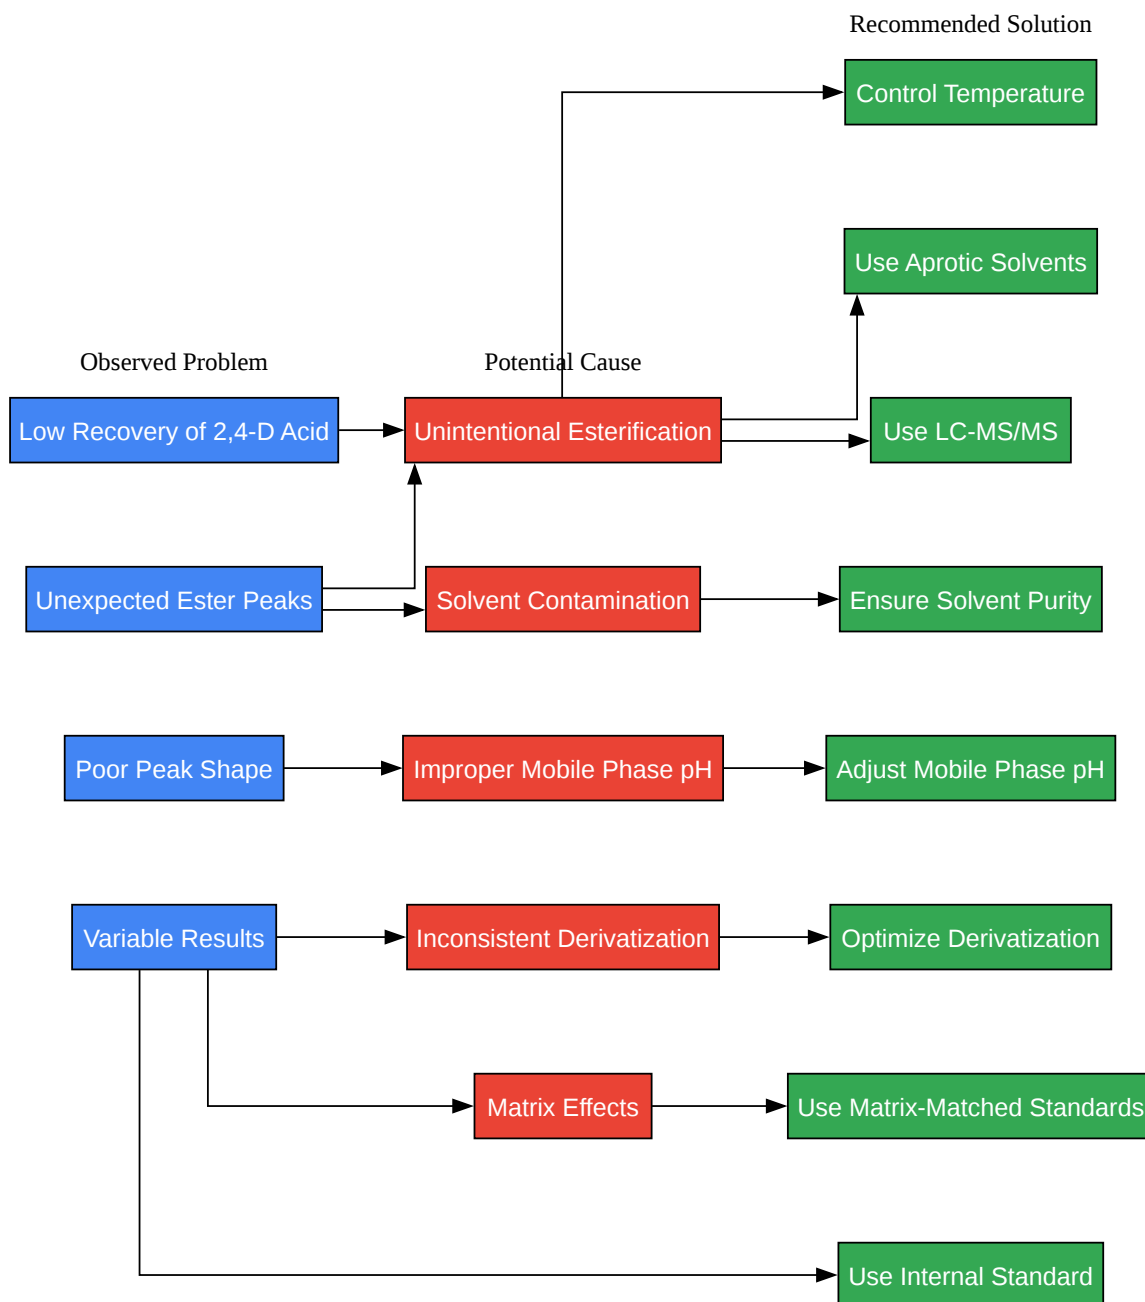 Recommended Solution
Control Temperature
Use Aprotic Solvents
Observed Problem
Potential Cause
Low Recovery of 2,4-D Acid
Unintentional Esterification
Use LC-MS/MS
Unexpected Ester Peaks
Solvent Contamination
Ensure Solvent Purity
Poor Peak Shape
Improper Mobile Phase pH
Adjust Mobile Phase pH
Variable Results
Inconsistent Derivatization
Optimize Derivatization
Matrix Effects
Use Matrix-Matched Standards
Use Internal Standard